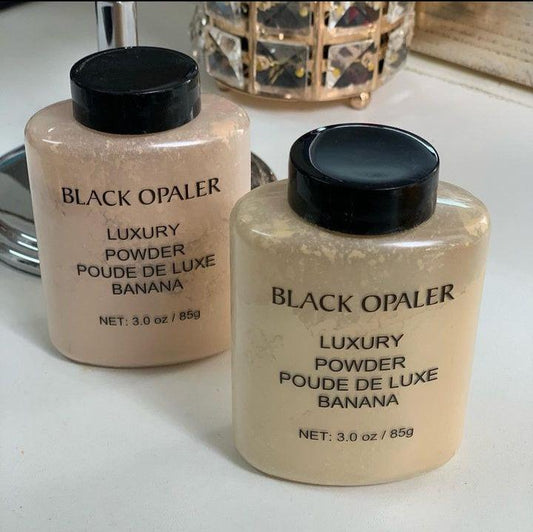 BLACK OPALER
LUXURY
POWDER
POUDE DE LUXE
BANANA
NET: 3.0 oz / 85g
BLACK OPALER
LUXURY
POWDER
POUDE DE LUXE
BANANA
NET: 3.0 oz / 85g